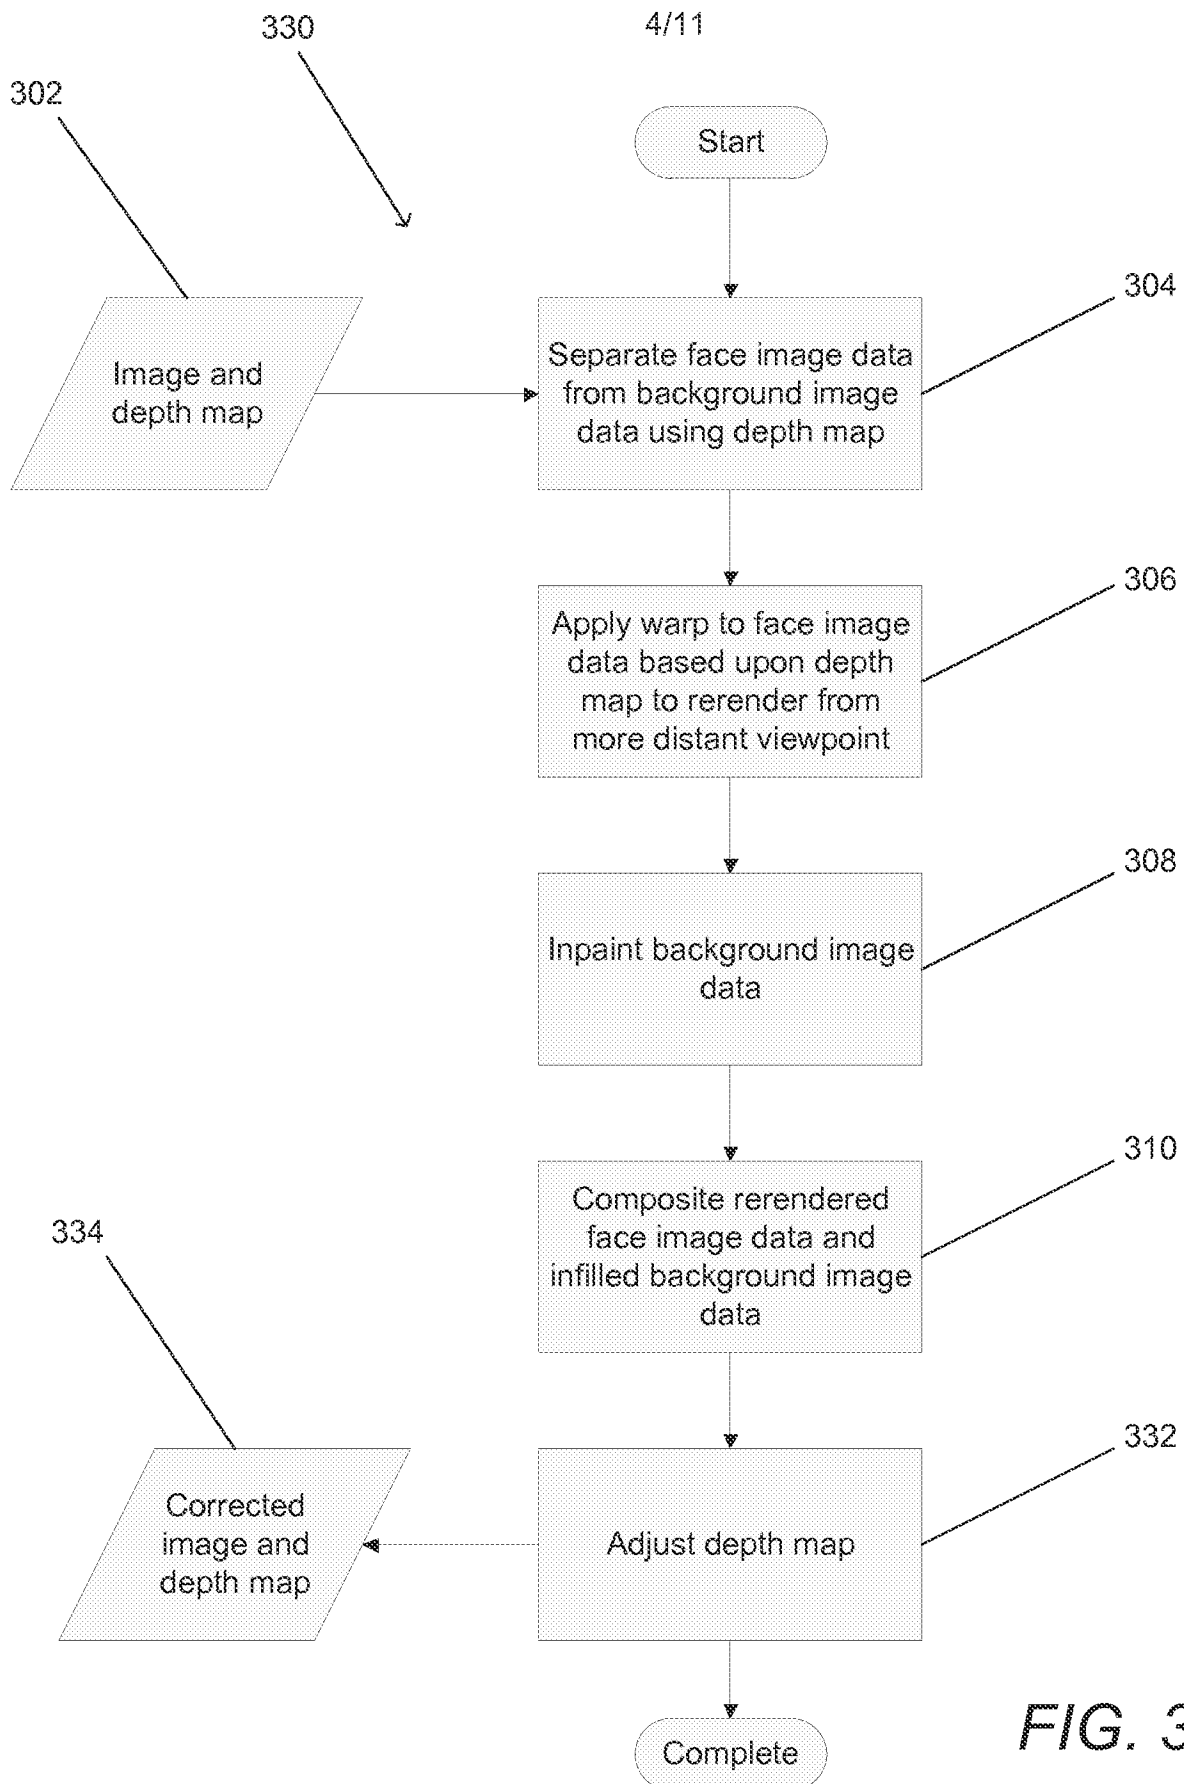 4/11
330
302
Start
304
Image and
depth map
Separate face image data
from background image
data using depth map
306
Apply warp to face image
data based upon depth
map to rerender from
more distant viewpoint
308
Inpaint background image
data
310
Composite rerendered
face image data and
infilled background image
data
334
332
Corrected
image and
depth map
Adjust depth map
Complete
FIG. 3